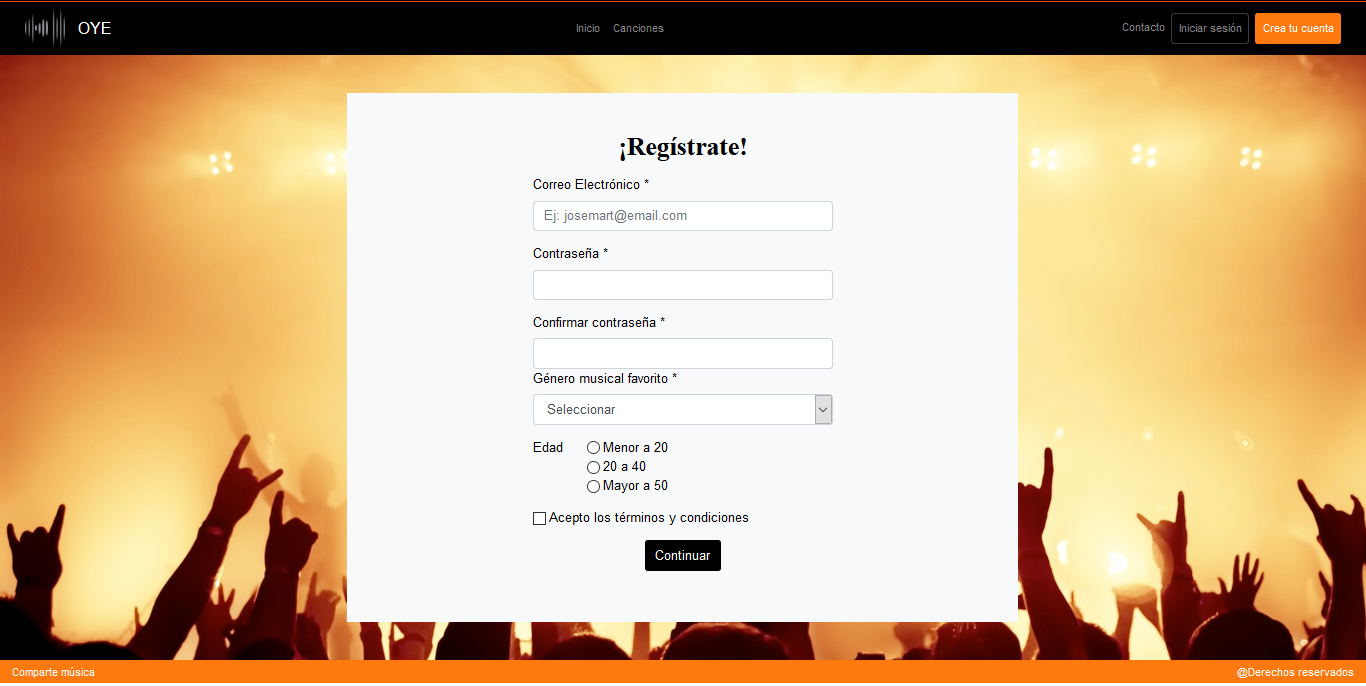 OYE
Inicio Canciones
Contacto Iniciar sesión Crea tu cuenta
¡Regístrate!
Correo Electrónico *
Ej: josemart@email.com
Contraseña *
Confirmar contraseña *
Género musical favorito *
Seleccionar
Edad Menor a 20
20 a 40
Mayor a 50
Acepto los términos y condiciones
Continuar
Comparte música @Derechos reservados